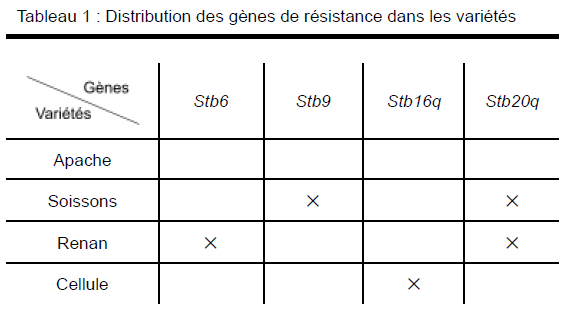 Tableau 1 : Distribution des gènes de résistance dans les variétés
Gènes
Variétés
Stb6 Stb9 Stb16q Stb20q
Apache
Soissons × ×
Renan × ×
Cellule ×